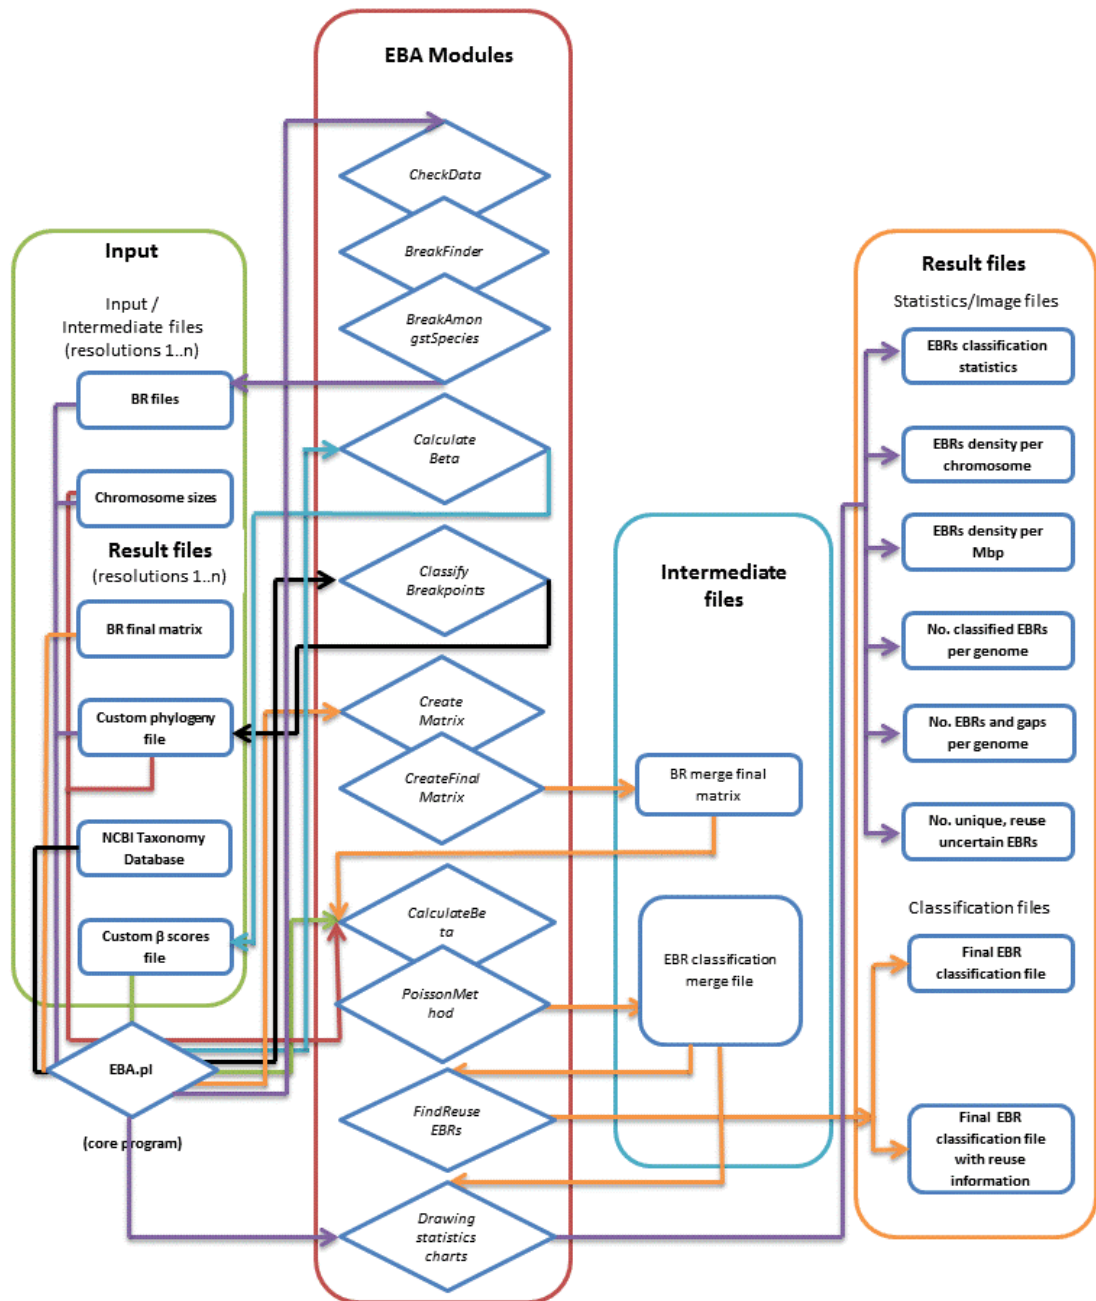 EBA Modules
CheckData
BreakFinder
BreakAmon
gstSpecies
Calculate
Beta
Classify
Breakpoints
Create
Matrix
CreateFinal
Matrix
CalculateBe
ta
PoissonMet
hod
FindReuse
EBRs
Drawing
statistics
charts
Input
Input /
Intermediate files
(resolutions 1..n)
BR files
Chromosome sizes
Result files
(resolutions 1..n)
BR final matrix
Custom phylogeny
file
NCBI Taxonomy
Database
Custom β scores
file
EBA.pl
(core program)
Intermediate
files
BR merge final
matrix
EBR classification
merge file
Result files
Statistics/Image files
EBRs classification
statistics
EBRs density per
chromosome
EBRs density per
Mbp
No. classified EBRs
per genome
No. EBRs and gaps
per genome
No. unique, reuse
uncertain EBRs
Classification files
Final EBR
classification file
Final EBR
classification file
with reuse
information